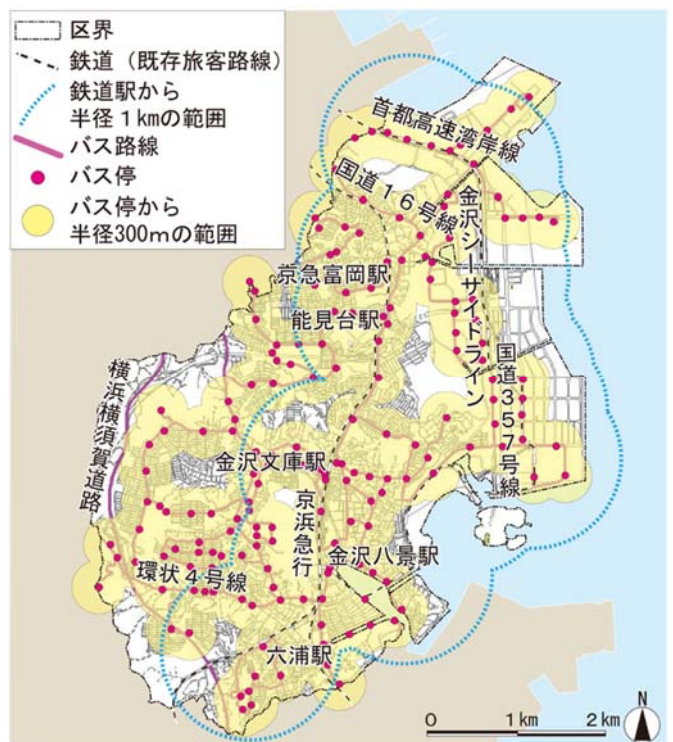 区界
鉄道（既存旅客路線）
鉄道駅から
半径１kmの範囲
バス路線
バス停
バス停から
半径300mの範囲
首都高速湾岸線
国道１６号線
金沢シーサイドライン
京急富岡駅
能見台駅
国道３５７号線
横浜横須賀道路
金沢文庫駅
京浜急行
金沢八景駅
環状４号線
六浦駅
N
0 1km 2km